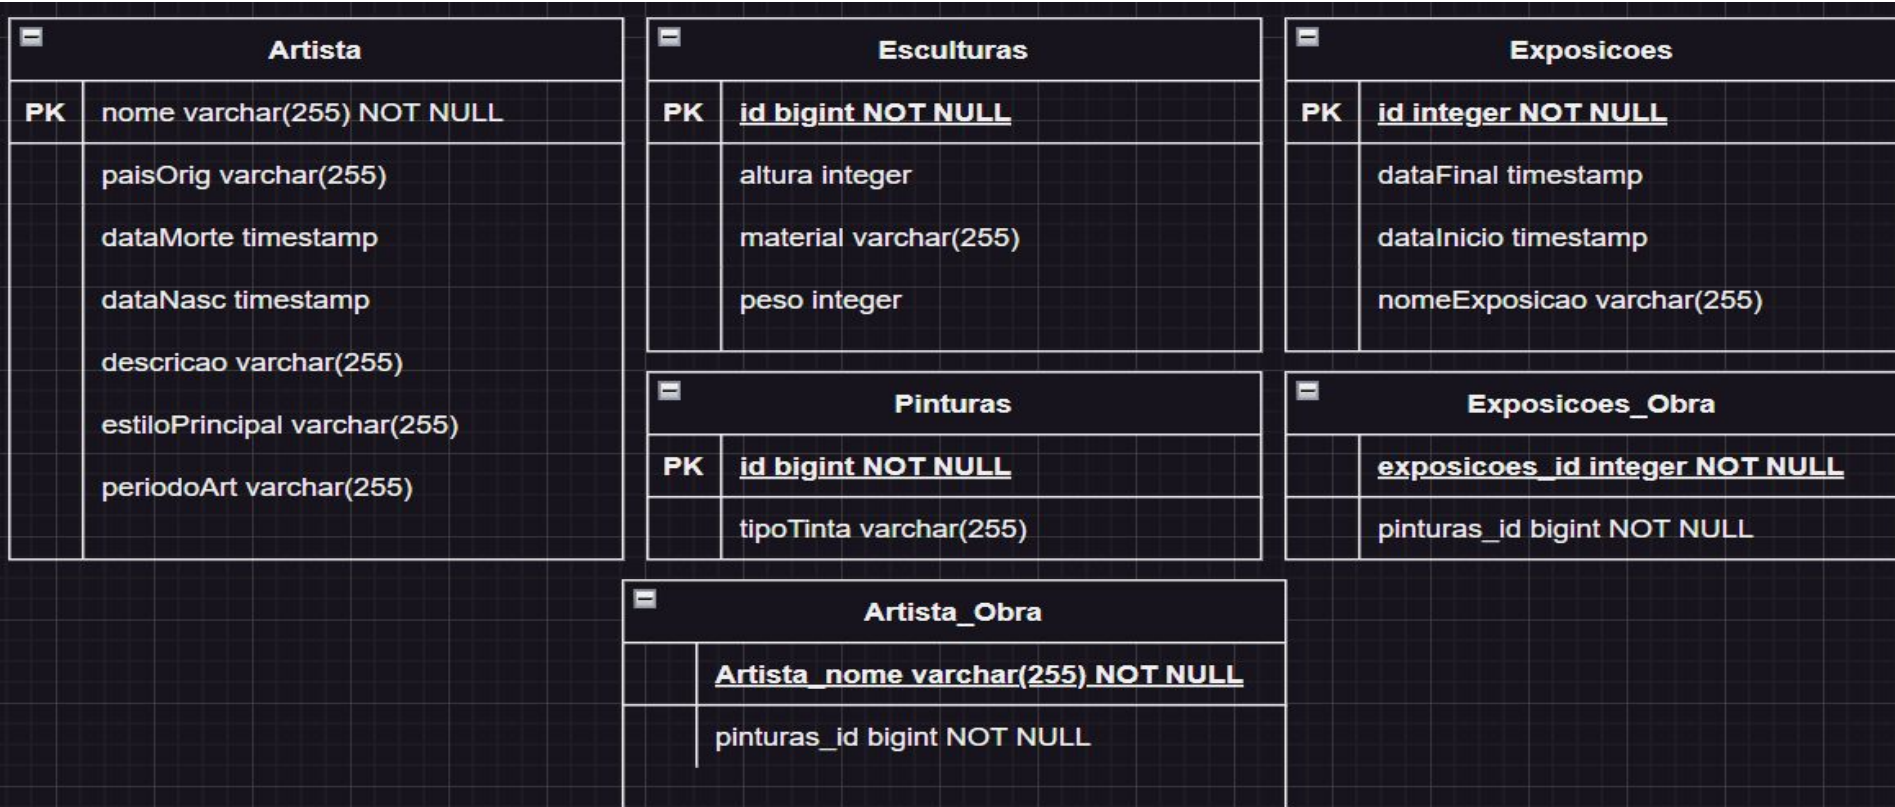 Artista
PK nome varchar(255) NOT NULL
paisOrig varchar(255)
dataMorte timestamp
dataNasc timestamp
descricao varchar(255)
estiloPrincipal varchar(255)
periodoArt varchar(255)
Esculturas
PK id bigint NOT NULL
altura integer
material varchar(255)
peso integer
Pinturas
PK id bigint NOT NULL
tipoTinta varchar(255)
Exposicoes
PK id integer NOT NULL
dataFinal timestamp
dataInicio timestamp
nomeExposicao varchar(255)
Exposicoes_Obra
exposicoes_id integer NOT NULL
pinturas_id bigint NOT NULL
Artista_Obra
Artista_nome varchar(255) NOT NULL
pinturas_id bigint NOT NULL